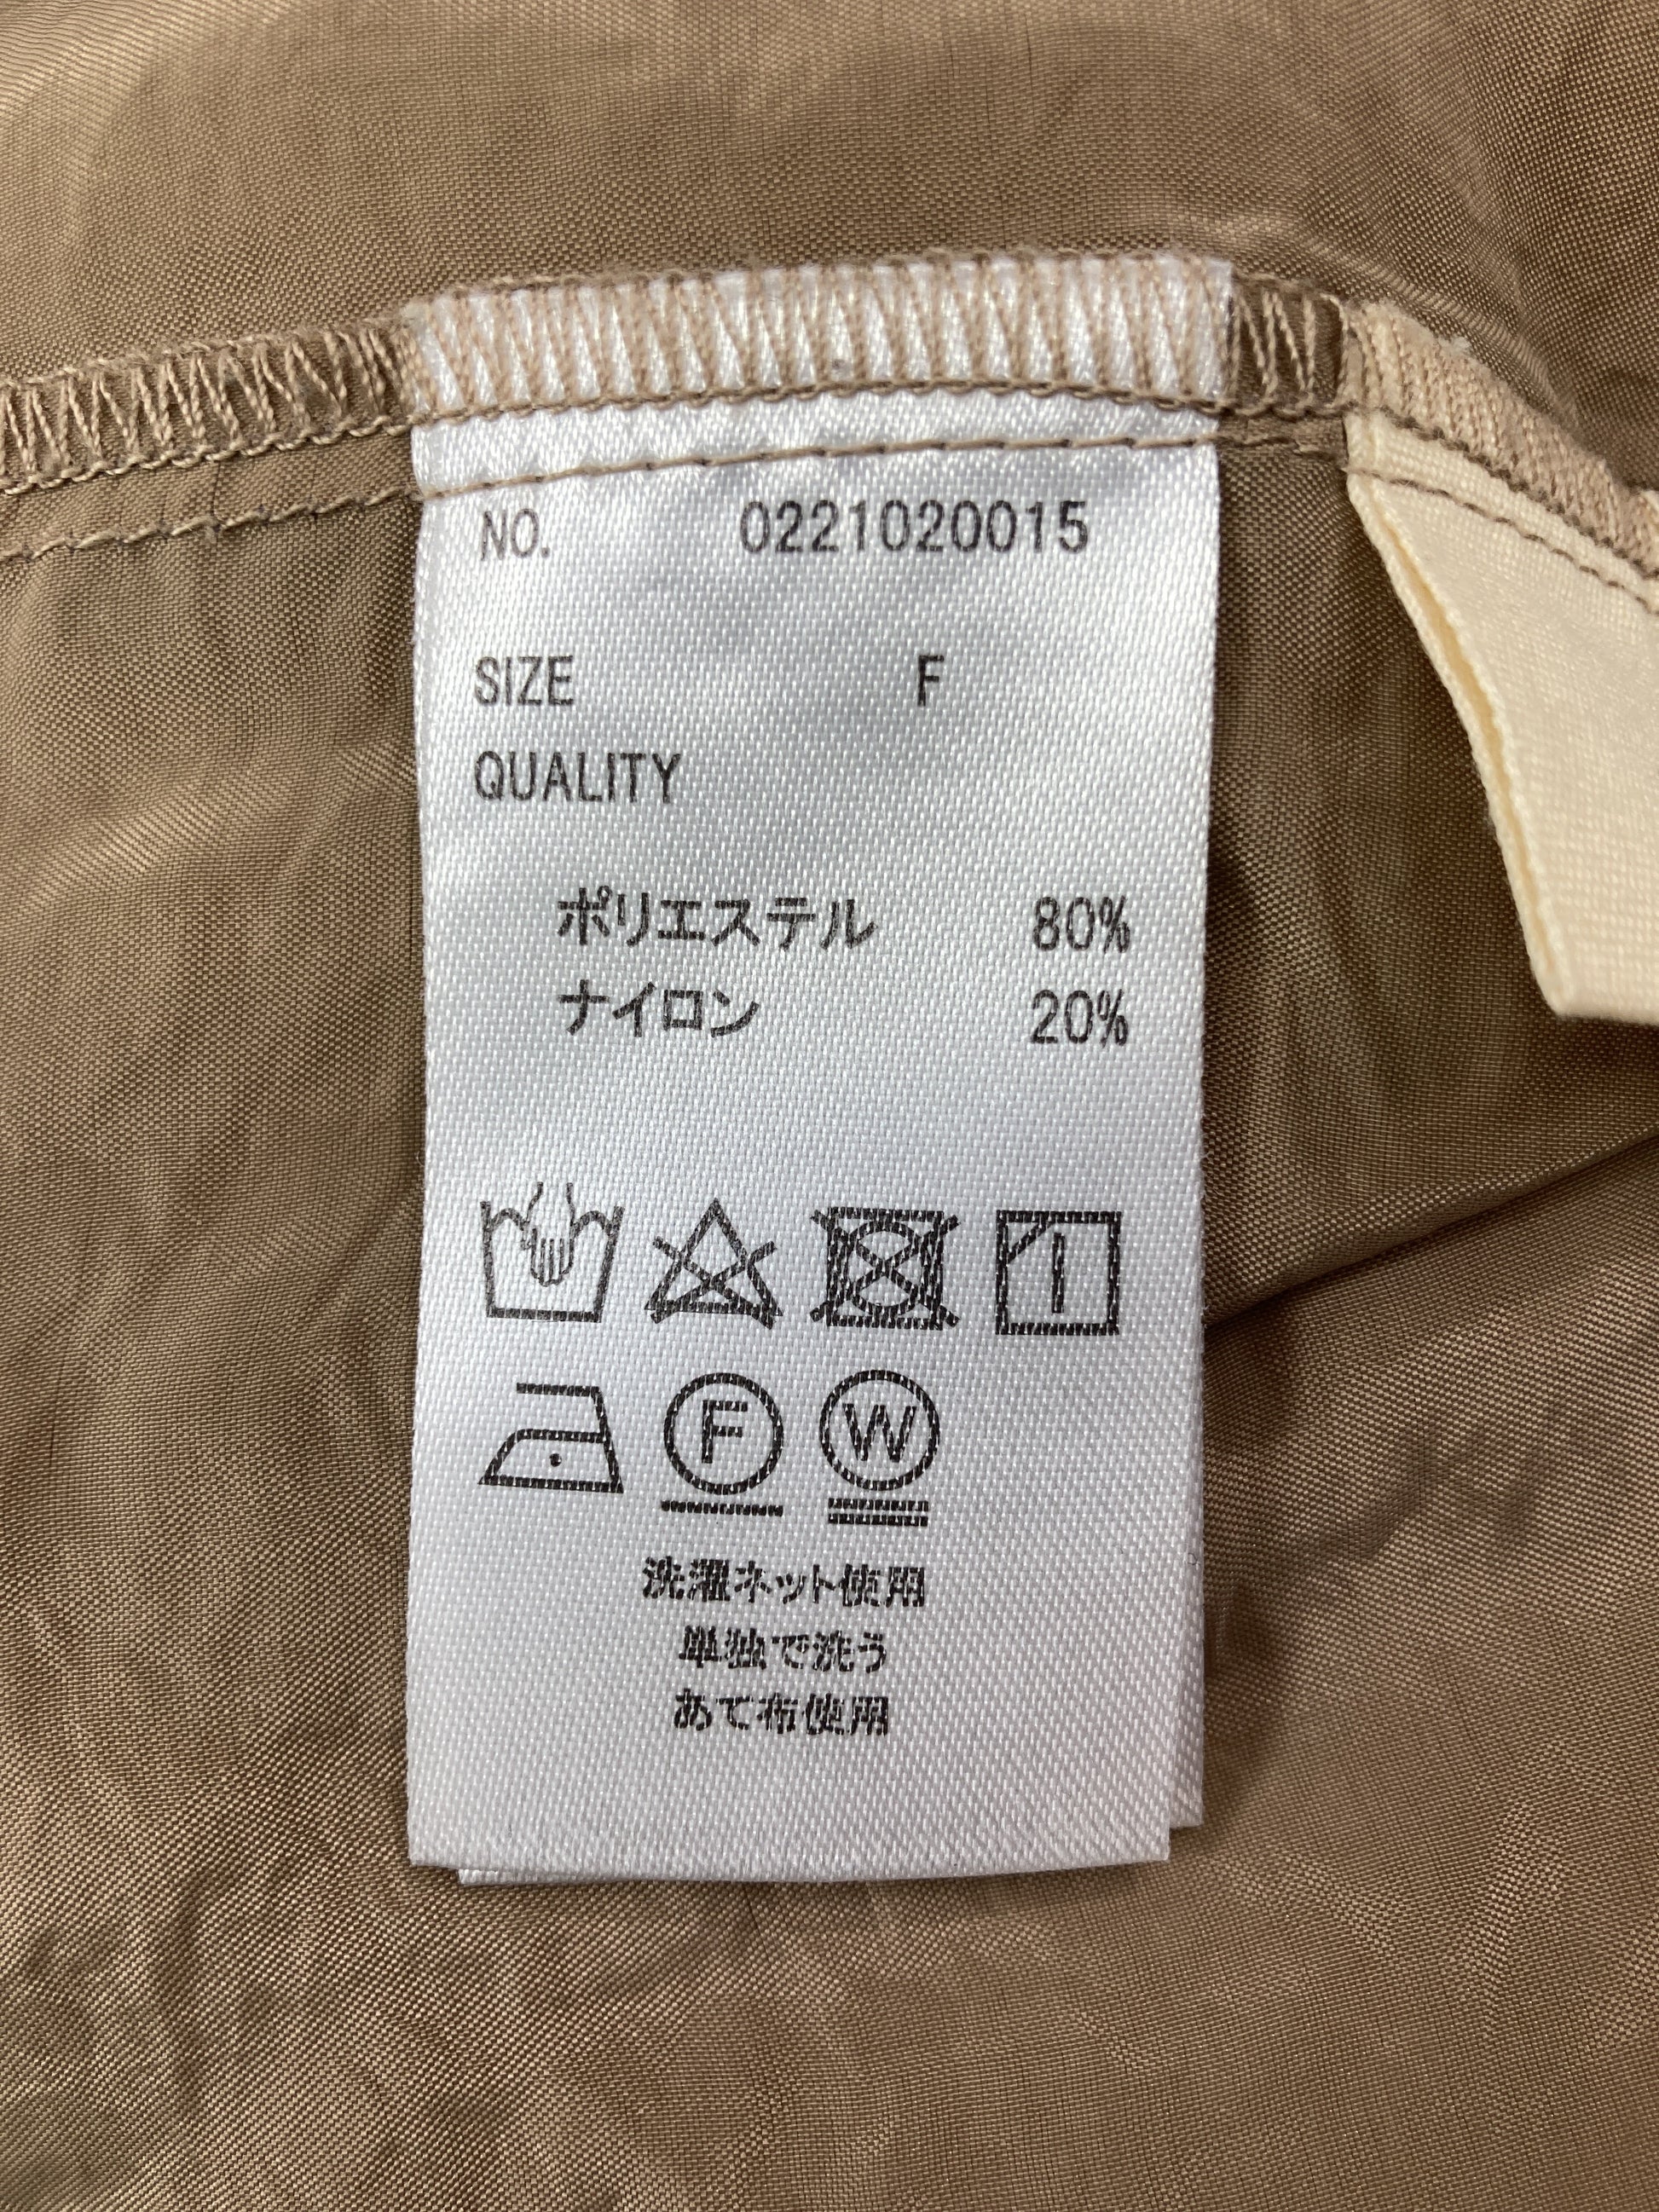 NO. 0221020015
SIZE F
QUALITY
ポリエステル 80%
ナイロン 20%
F W
洗濯ネット使用
単独で洗う
あて布使用